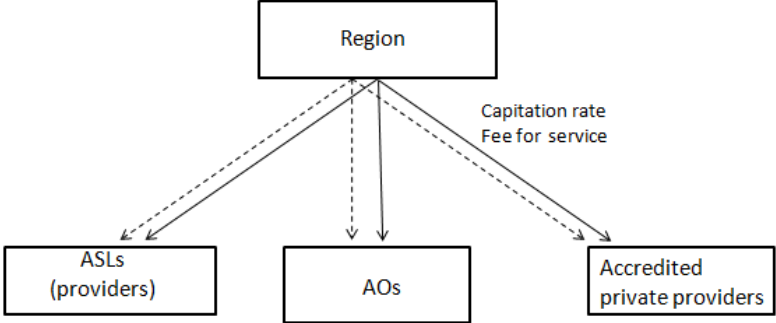 Region
Capitation rate
Fee for service
ASLs
(providers)
AOs
Accredited
private providers